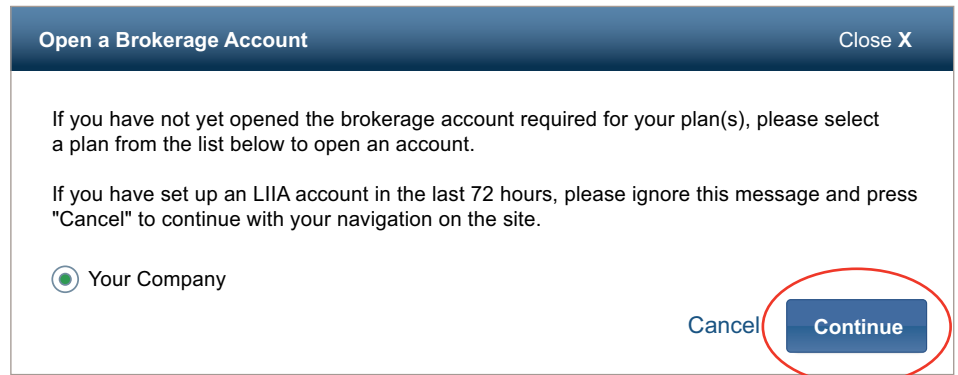 Open a Brokerage Account Close X
If you have not yet opened the brokerage account required for your plan(s), please select
a plan from the list below to open an account.
If you have set up an LIIA account in the last 72 hours, please ignore this message and press
"Cancel" to continue with your navigation on the site.
Your Company
Cancel Continue